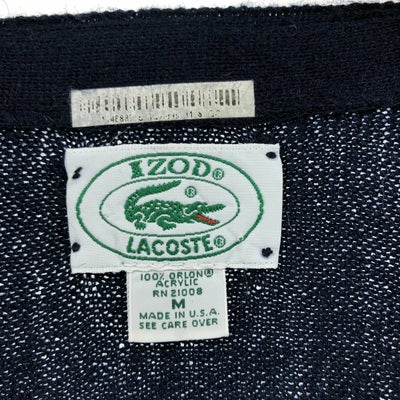 IZOD®
LACOSTE®
100% ORLON®
ACRYLIC
RN 21008
M
MADE IN U.S.A.
SEE CARE OVER